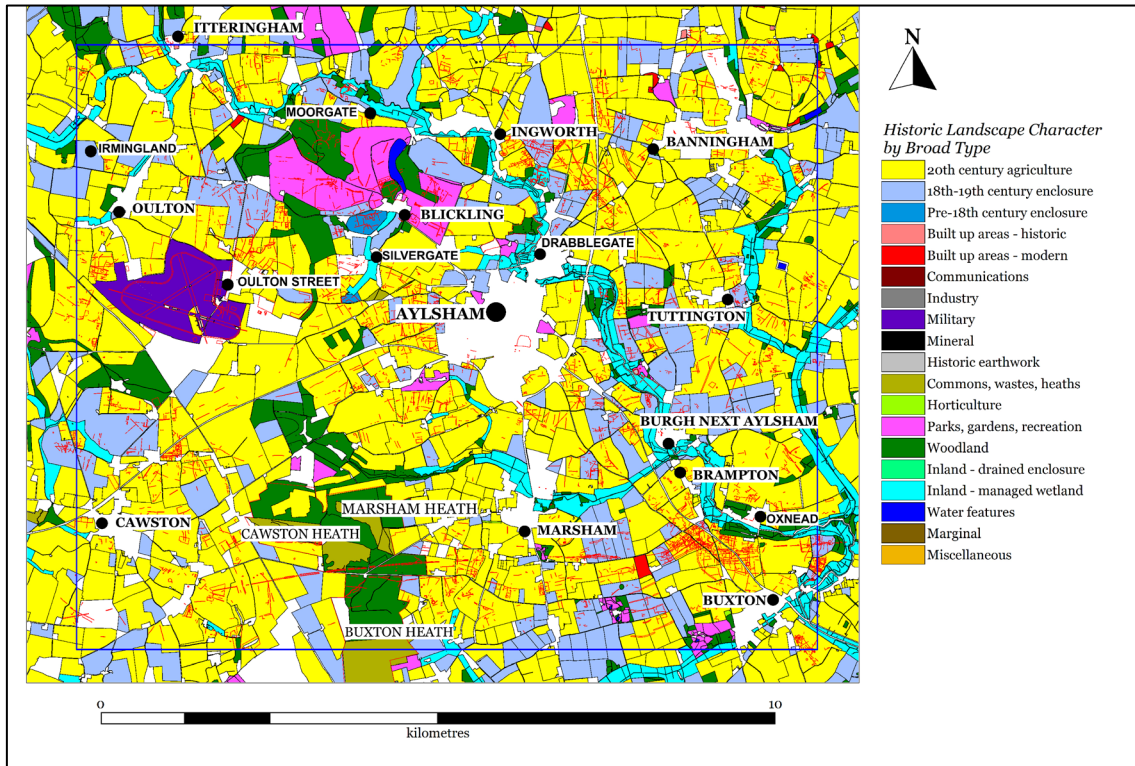 ITTERINGHAM
MOORGATE
INGWORTH
BANNINGHAM
IRMINGLAND
OULTON
BLICKLING
SILVERGATE
DRABBLEGATE
OULTON STREET
AYLSHAM
TUTTINGTON
BURGH NEXT AYLSHAM
BRAMPTON
MARSHAM HEATH
CAWSTON
CAWSTON HEATH
MARSHAM
OXNEAD
BUXTON
BUXTON HEATH
N
Historic Landscape Character
by Broad Type
20th century agriculture
18th-19th century enclosure
Pre-18th century enclosure
Built up areas - historic
Built up areas - modern
Communications
Industry
Military
Mineral
Historic earthwork
Commons, wastes, heaths
Horticulture
Parks, gardens, recreation
Woodland
Inland - drained enclosure
Inland - managed wetland
Water features
Marginal
Miscellaneous
0 10
kilometres